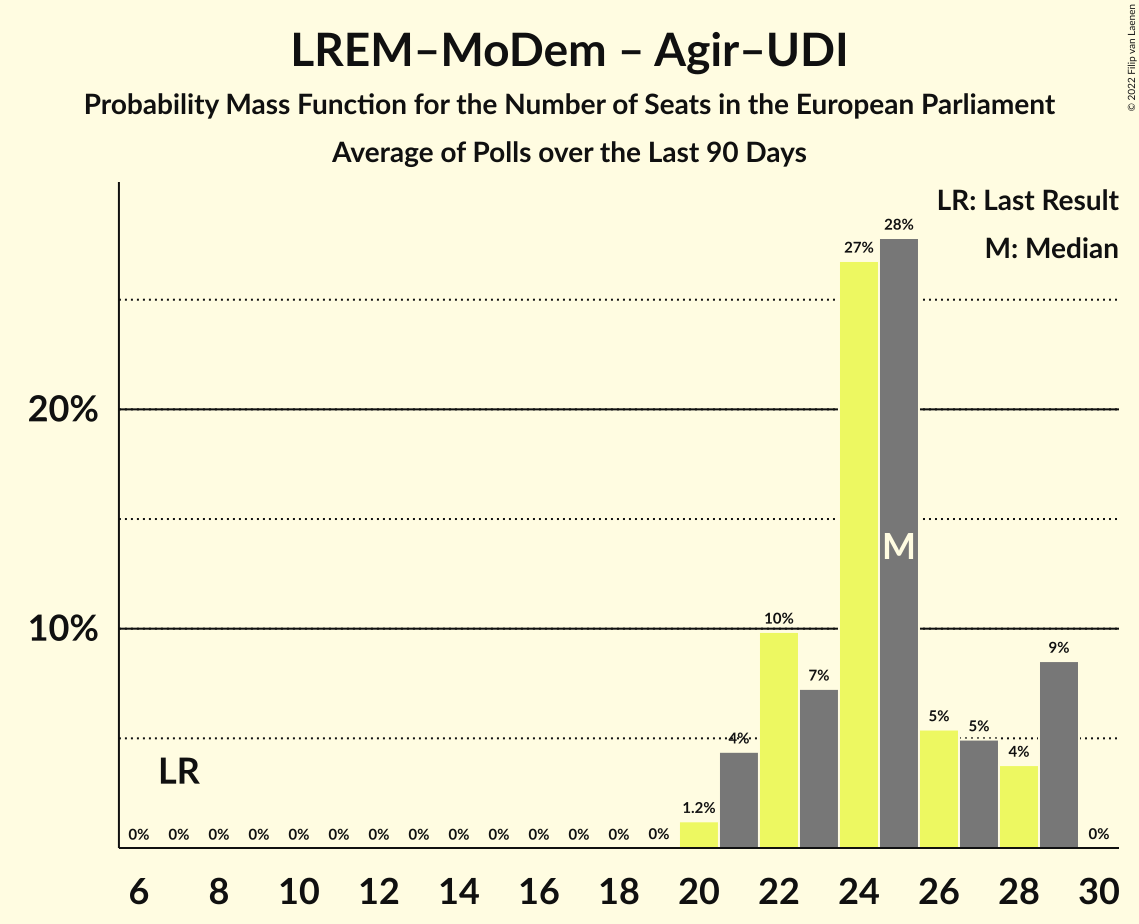 LREM–MoDem – Agir–UDI
Probability Mass Function for the Number of Seats in the European Parliament
Average of Polls over the Last 90 Days
© 2022 Filip van Laenen
LR: Last Result
M: Median
28%
27%
20%
M
10%
10%
9%
7%
5%
5%
4%
4%
LR
1.2%
0% 0% 0% 0% 0% 0% 0% 0% 0% 0% 0% 0% 0% 0% 0%
6 8 10 12 14 16 18 20 22 24 26 28 30